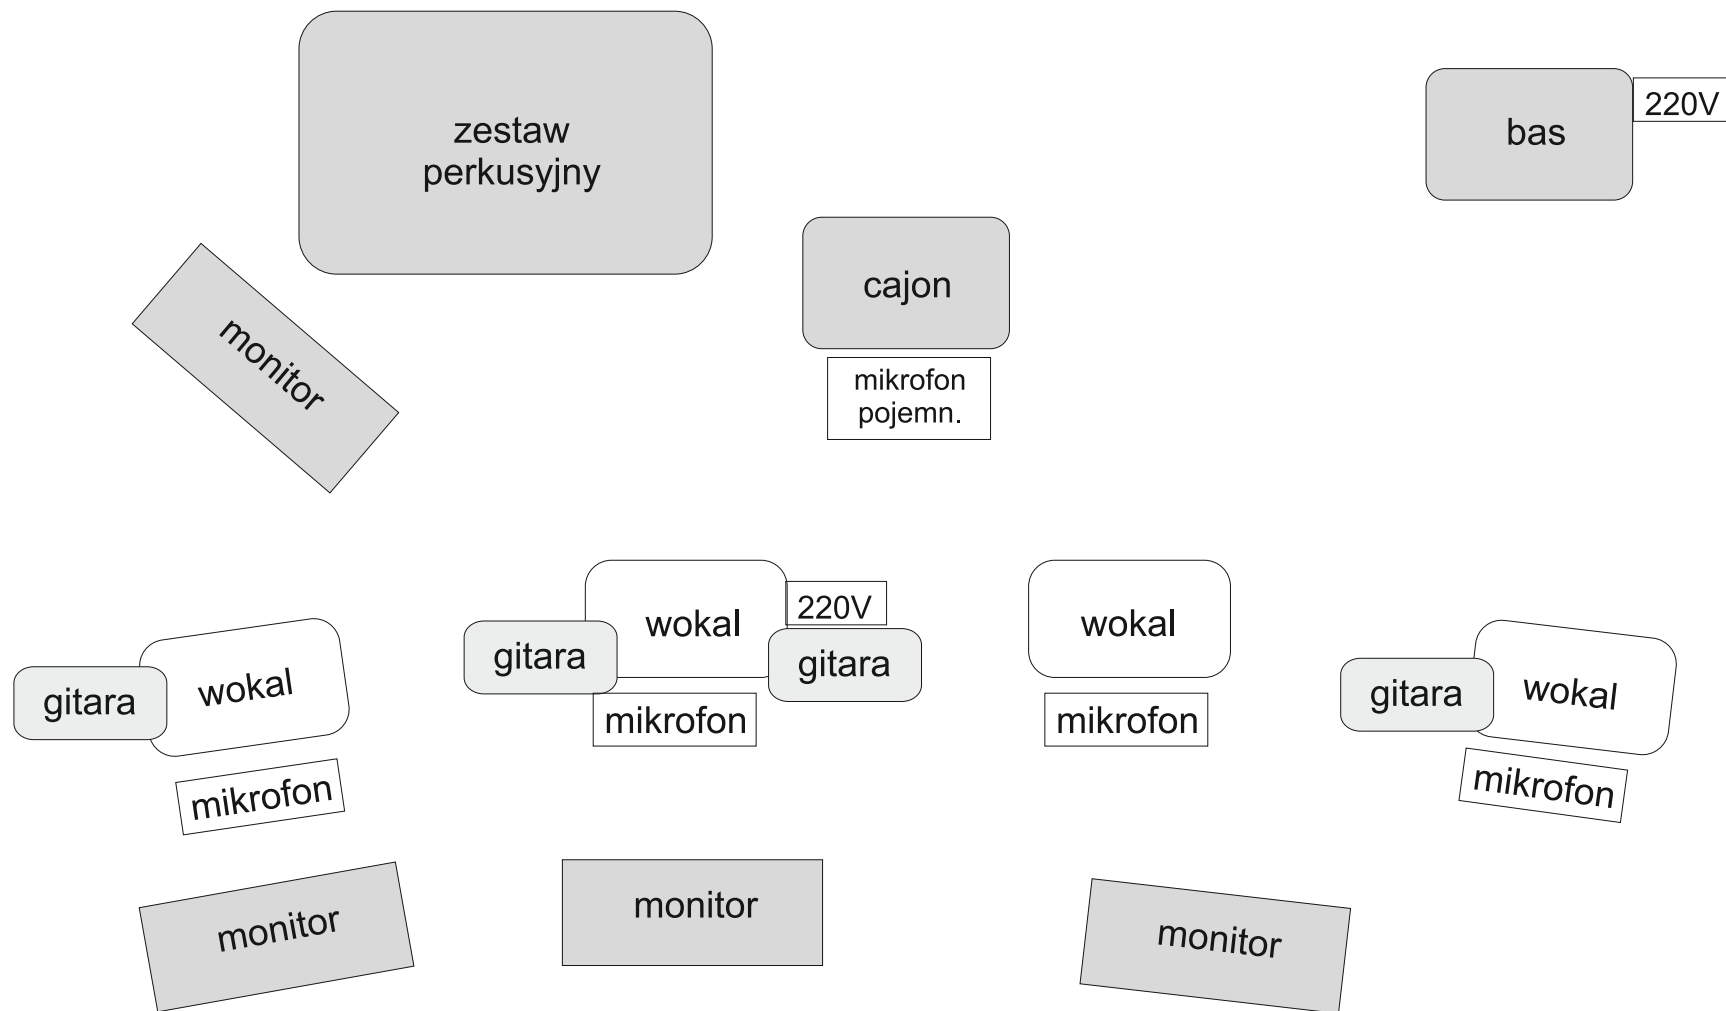 zestaw
perkusyjny
bas
220V
cajon
mikrofon
pojemn.
monitor
gitara
wokal
mikrofon
gitara
wokal
220V
gitara
mikrofon
wokal
mikrofon
gitara
wokal
mikrofon
monitor
monitor
monitor